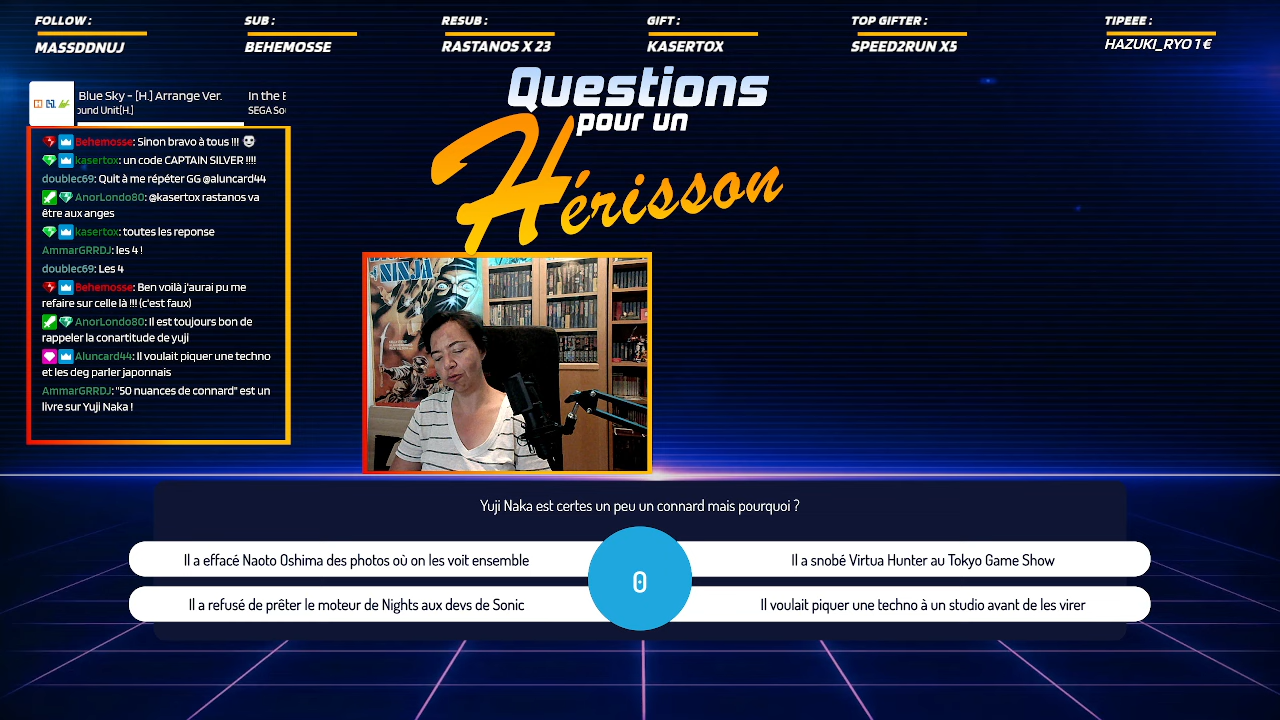 FOLLOW :
MASSDDNUJ
SUB :
BEHEMOSSE
RESUB :
RASTANOS X 23
GIFT :
KASERTOX
TOP GIFTER :
SPEED2RUN X5
TIPEEE :
HAZUKI_RYO 1 €
Blue Sky - [H.] Arrange Ver.
ound Unit[H.]
In the
SEGA So
Questions
pour un
Hérisson
Behemosse: Sinon bravo à tous !!!
kasertox: un code CAPTAIN SILVER !!!!
doublec69: Quit à me répéter GG @aluncard44
AnorLondo80: @kasertox rastanos va
être aux anges
kasertox: toutes les reponse
AmmarGRRDJ: les 4 !
doublec69: Les 4
Behemosse: Ben voilà j'aurai pu me
refaire sur celle là !!! (c'est faux)
AnorLondo80: Il est toujours bon de
rappeler la conartitude de yuji
Aluncard44: Il voulait piquer une techno
et les deg parler japonnais
AmmarGRRDJ: "50 nuances de connard" est un
livre sur Yuji Naka !
NINJA
Yuji Naka est certes un peu un connard mais pourquoi ?
Il a effacé Naoto Oshima des photos où on les voit ensemble
Il a snobé Virtua Hunter au Tokyo Game Show
0
Il a refusé de prêter le moteur de Nights aux devs de Sonic
Il voulait piquer une techno à un studio avant de les virer